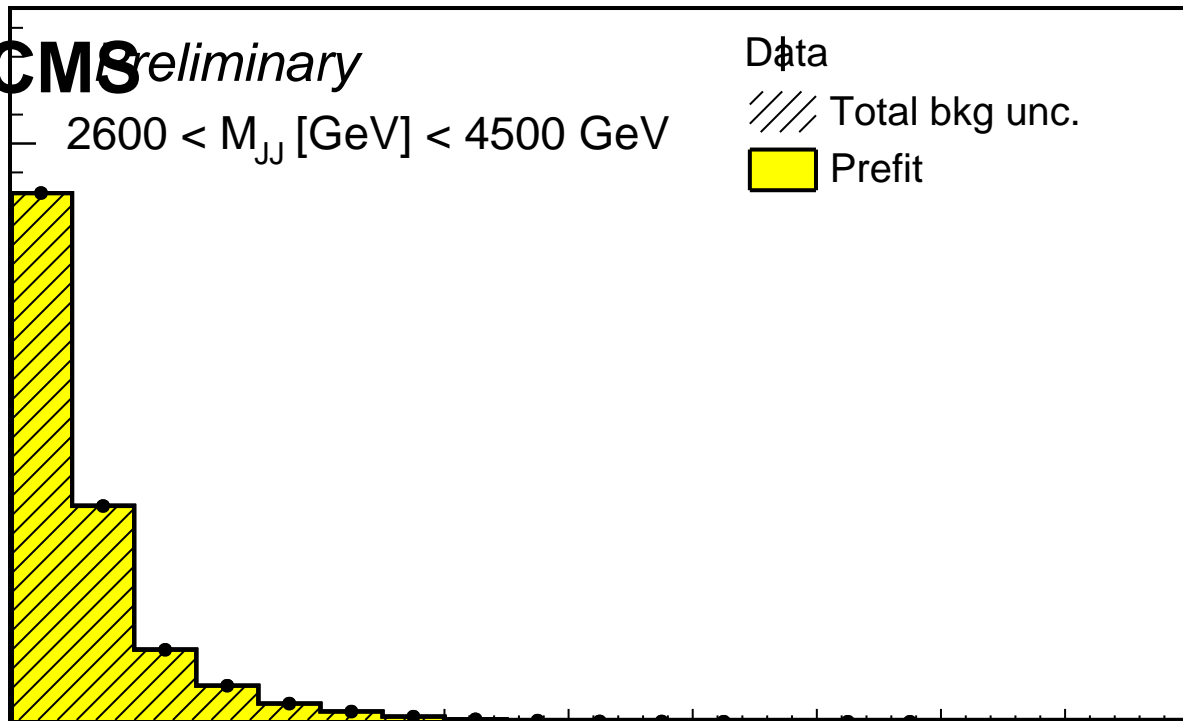 CMS Preliminary
2600 < M_JJ [GeV] < 4500 GeV
Data
Total bkg unc.
Prefit